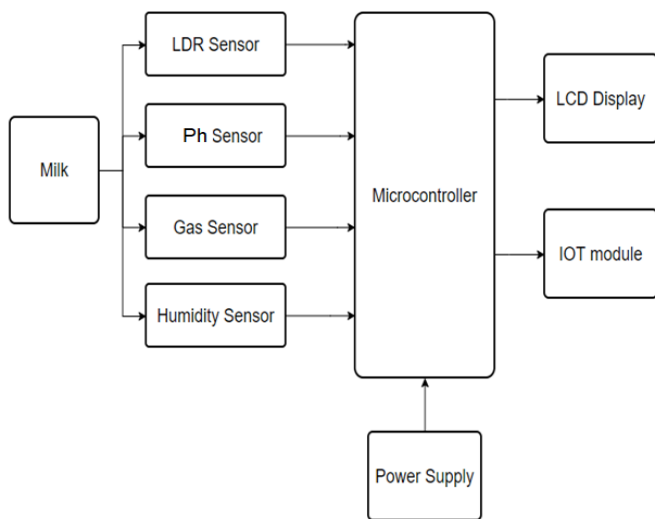 LDR Sensor
LCD Display
Ph Sensor
Milk
Microcontroller
Gas Sensor
IOT module
Humidity Sensor
Power Supply